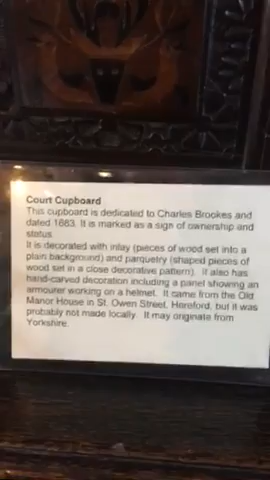 Court Cupboard
This cupboard is dedicated to Charles Brookes and
dated 1683. It is marked as a sign of ownership and
status.
It is decorated with inlay (pieces of wood set into a
plain background) and parquetry (shaped pieces of
wood set in a close decorative pattern). It also has
hand-carved decoration including a panel showing an
armourer working on a helmet. It came from the Old
Manor House in St. Owen Street, Hereford, but it was
probably not made locally. It may originate from
Yorkshire.